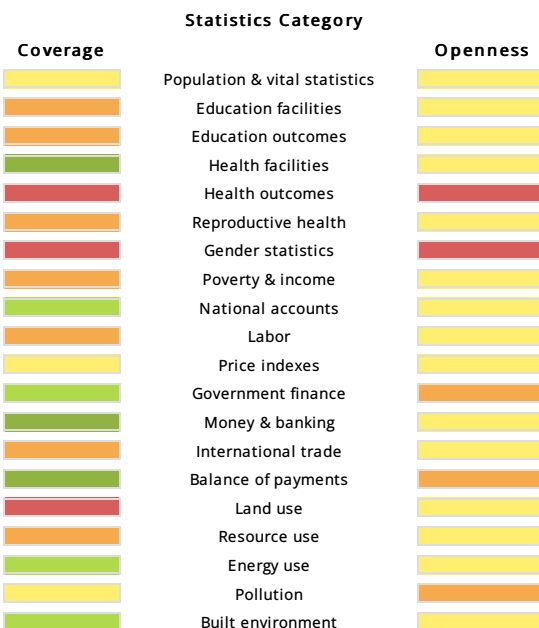 Statistics Category
Coverage Openness
Population & vital statistics
Education facilities
Education outcomes
Health facilities
Health outcomes
Reproductive health
Gender statistics
Poverty & income
National accounts
Labor
Price indexes
Government finance
Money & banking
International trade
Balance of payments
Land use
Resource use
Energy use
Pollution
Built environment